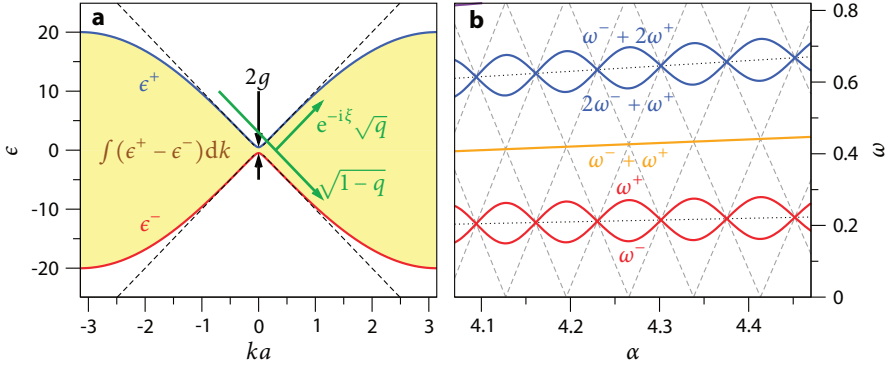 a
20
10
0
-10
-20
ϵ
ϵ⁺
2g
e^{-iξ}√q
∫(ϵ⁺ − ϵ⁻)dk
√1−q
ϵ⁻
-3
-2
-1
0
1
2
3
ka
b
ω⁻ + 2ω⁺
2ω⁻ + ω⁺
ω⁻ + ω⁺
ω⁺
ω⁻
0.8
0.6
0.4
0.2
0
ω
4.1
4.2
4.3
4.4
α